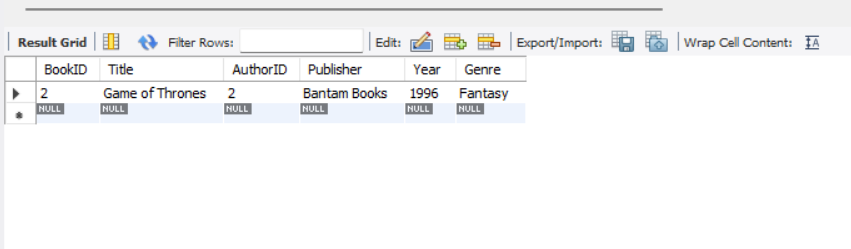 Result Grid Filter Rows: Edit: Export/Import: Wrap Cell Content: IA
BookID Title AuthorID Publisher Year Genre
2 Game of Thrones 2 Bantam Books 1996 Fantasy
NULL NULL NULL NULL NULL NULL